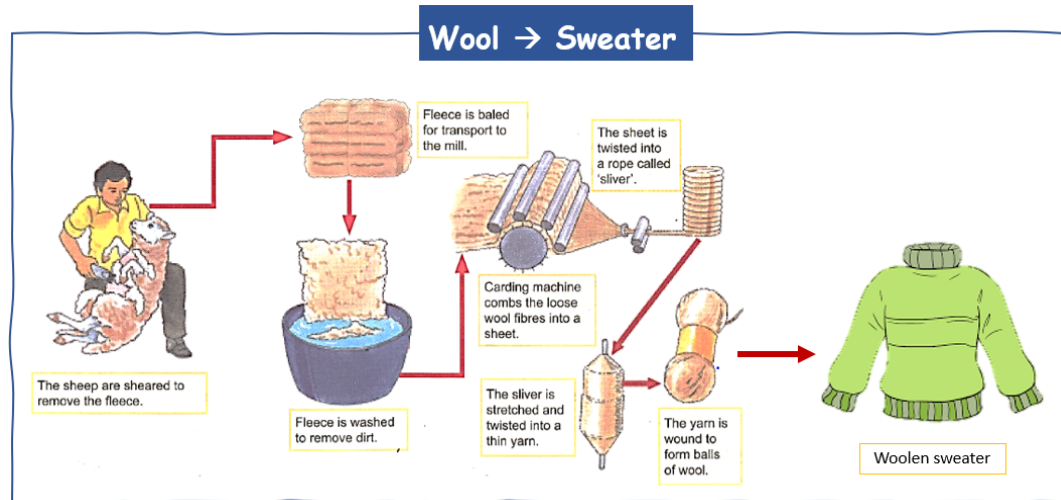 Wool → Sweater
Fleece is baled
for transport to
the mill.
The sheet is
twisted into
a rope called
‘sliver’.
Carding machine
combs the loose
wool fibres into a
sheet.
The sheep are sheared to
remove the fleece.
Fleece is washed
to remove dirt.
The sliver is
stretched and
twisted into a
thin yarn.
The yarn is
wound to
form balls
of wool.
Woolen sweater